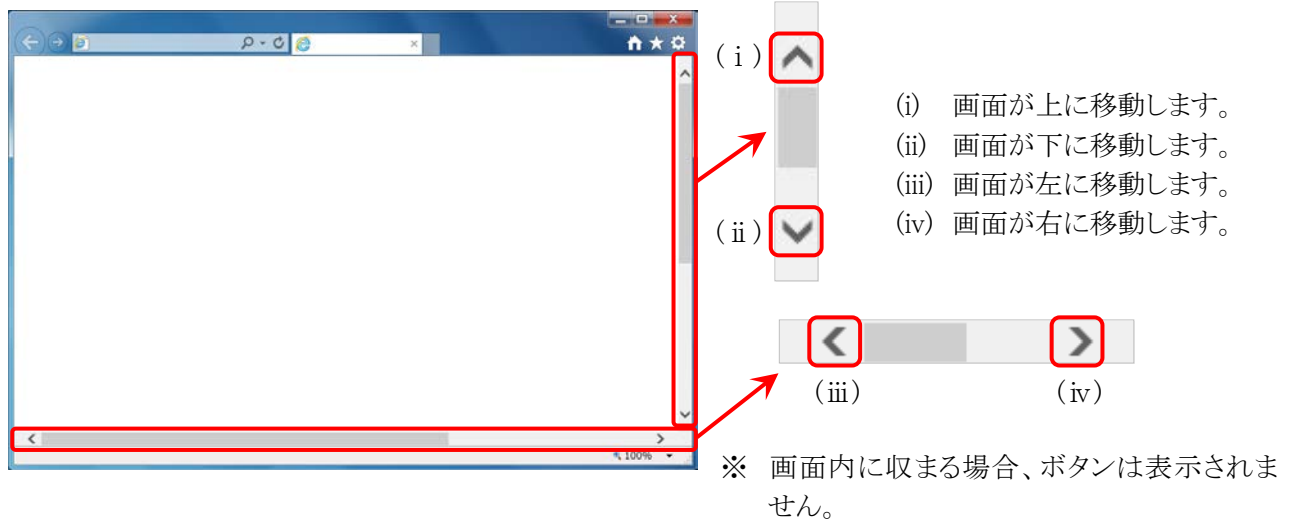 (ⅰ)
(ⅰ) 画面が上に移動します。
(ⅱ) 画面が下に移動します。
(ⅲ) 画面が左に移動します。
(ⅳ) 画面が右に移動します。
(ⅱ)
(ⅲ)
(ⅳ)
100%
※ 画面内に収まる場合、ボタンは表示されま
せん。